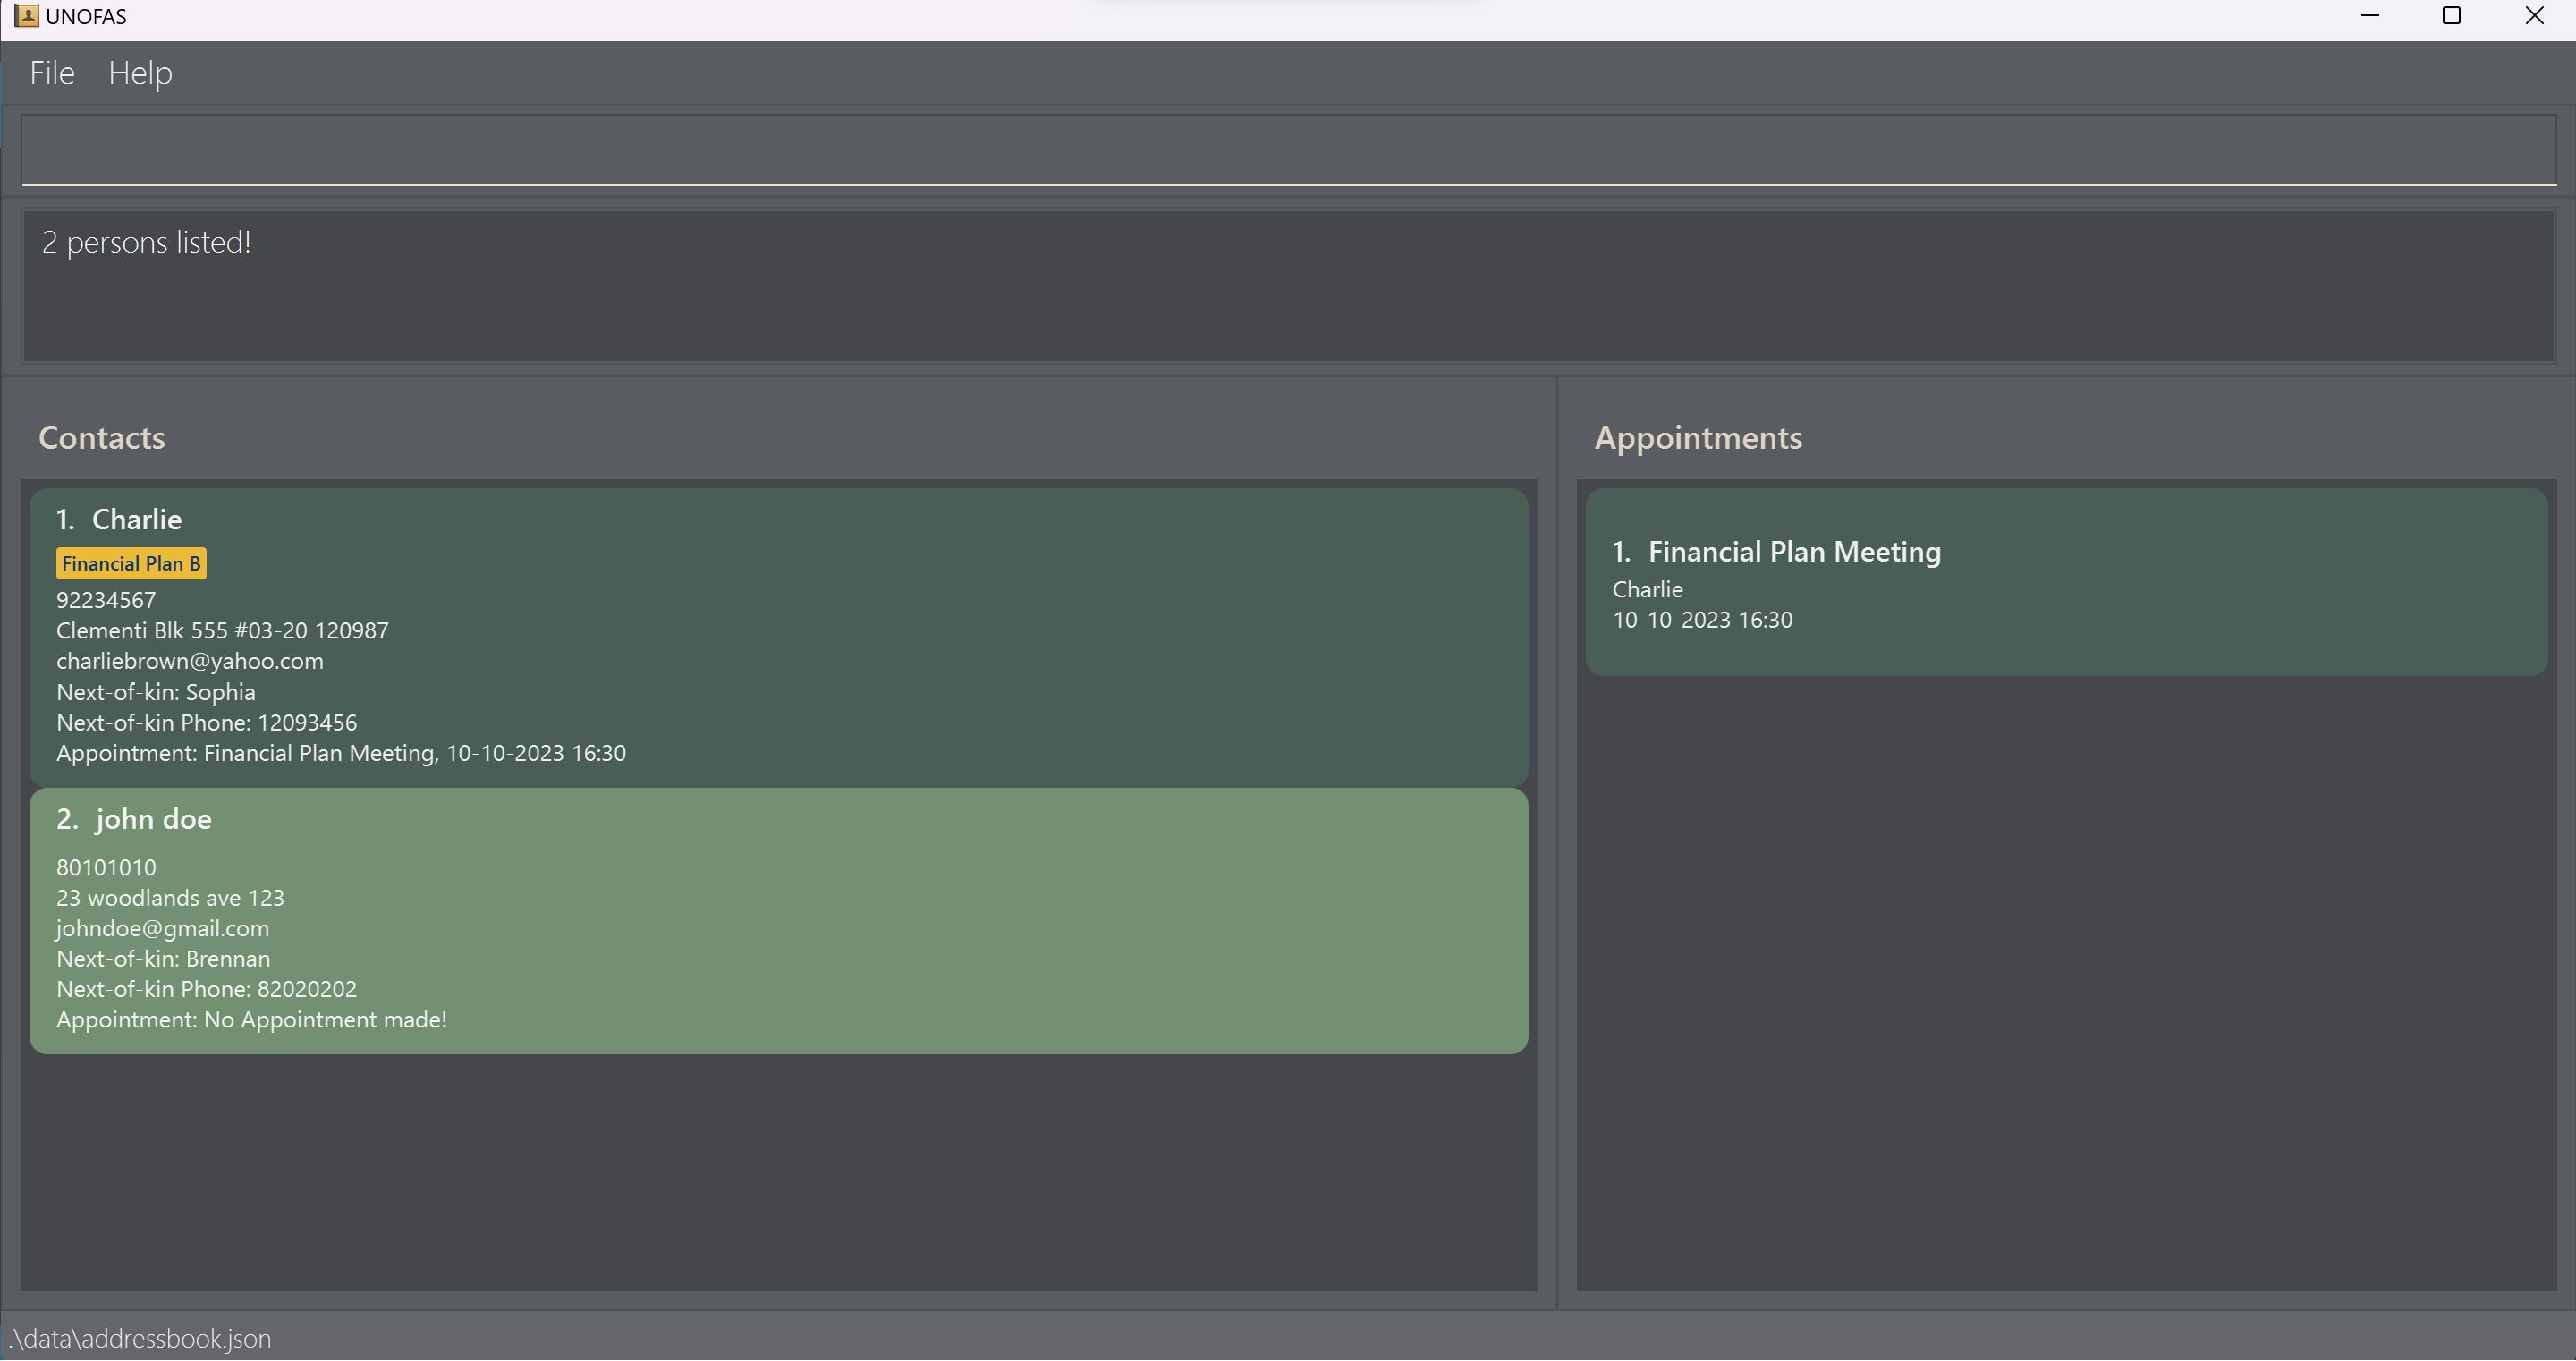 UNOFAS
File Help
2 persons listed!
Contacts
1. Charlie
Financial Plan B
92234567
Clementi Blk 555 #03-20 120987
charliebrown@yahoo.com
Next-of-kin: Sophia
Next-of-kin Phone: 12093456
Appointment: Financial Plan Meeting, 10-10-2023 16:30
2. john doe
80101010
23 woodlands ave 123
johndoe@gmail.com
Next-of-kin: Brennan
Next-of-kin Phone: 82020202
Appointment: No Appointment made!
Appointments
1. Financial Plan Meeting
Charlie
10-10-2023 16:30
.\data\addressbook.json